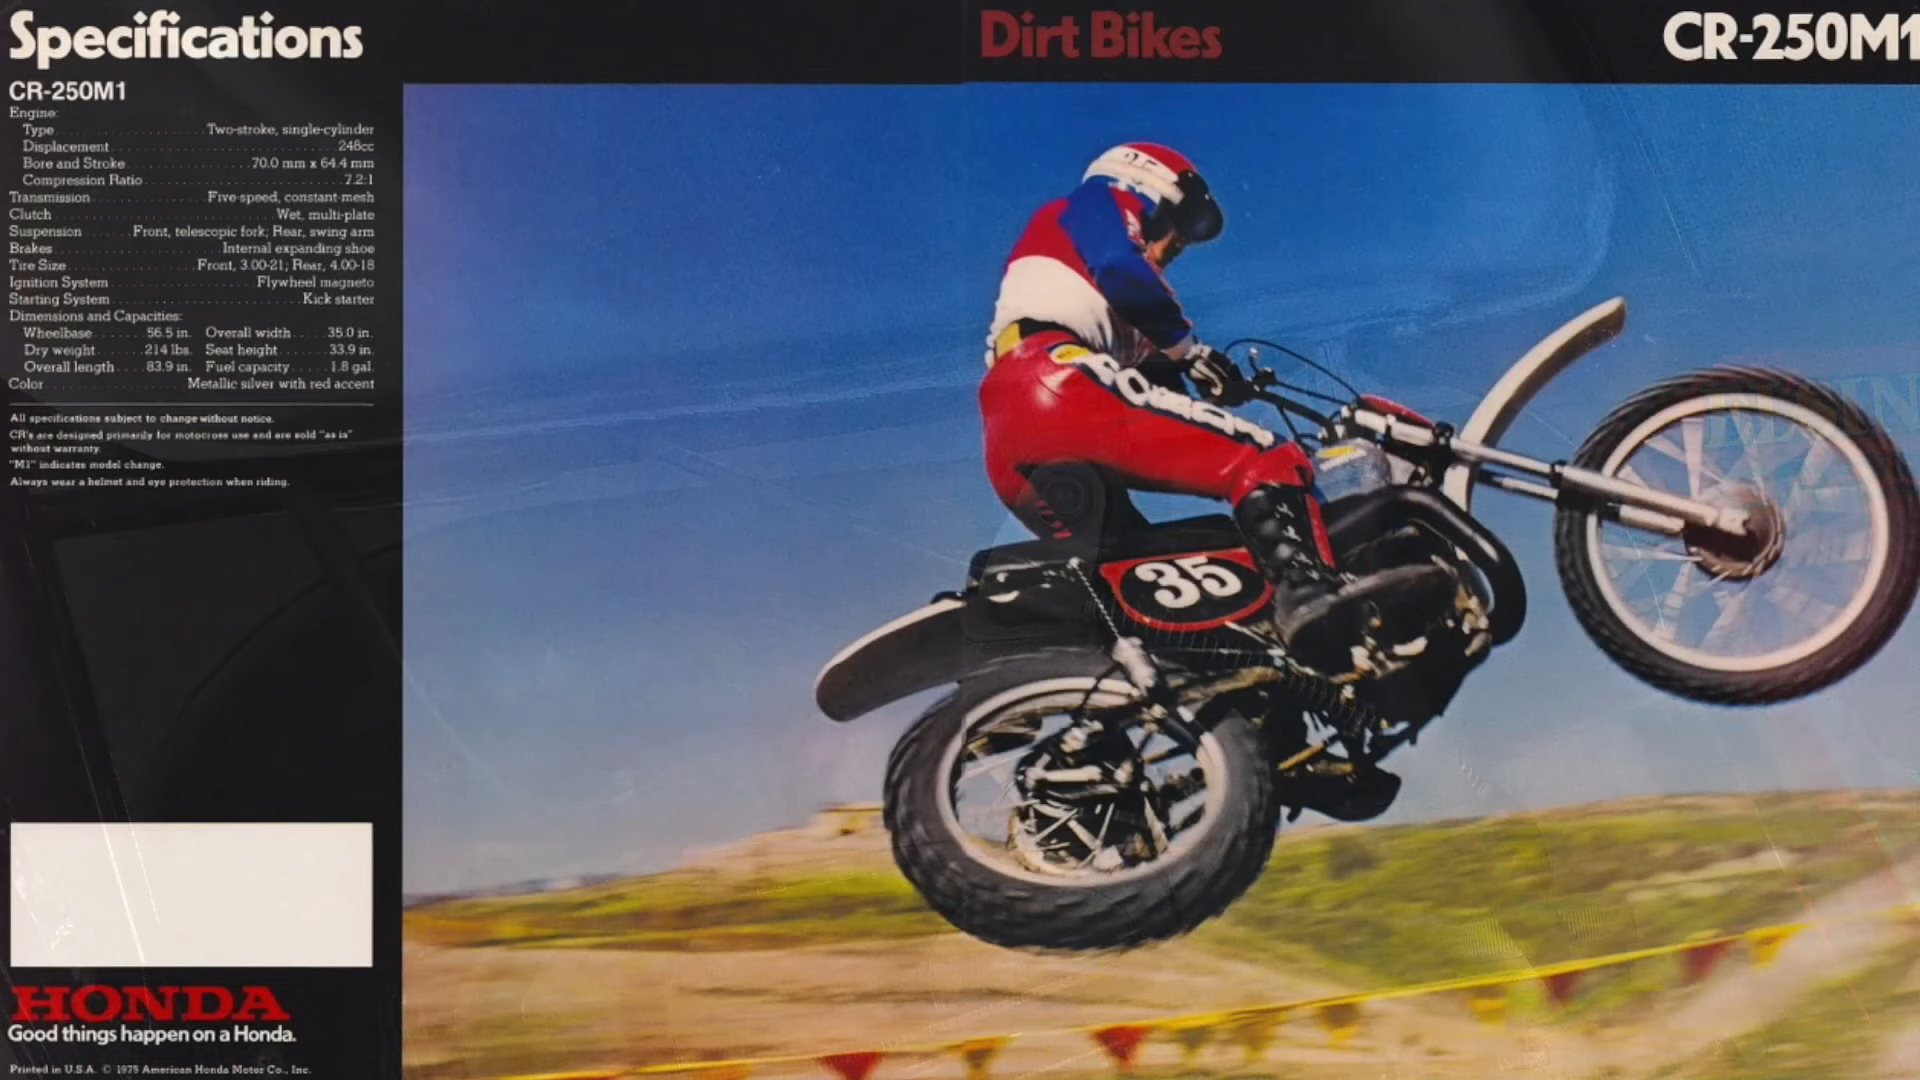 Specifications
Dirt Bikes
CR-250M1
CR-250M1
Engine:
Type Two-stroke, single-cylinder
Displacement 248cc
Bore and Stroke 70.0 mm x 64.4 mm
Compression Ratio 7.2:1
Transmission Five-speed, constant-mesh
Clutch Wet, multi-plate
Suspension Front, telescopic fork; Rear, swing arm
Brakes Internal expanding shoe
Tire Size Front, 3.00-21; Rear, 4.00-18
Ignition System Flywheel magneto
Starting System Kick starter
Dimensions and Capacities:
Wheelbase 56.5 in. Overall width 35.0 in.
Dry weight 214 lbs. Seat height 33.9 in.
Overall length 83.9 in. Fuel capacity 1.8 gal.
Color Metallic silver with red accent
All specifications subject to change without notice.
CR's are designed primarily for motocross use and are sold "as is"
without warranty.
"M1" indicates model change.
Always wear a helmet and eye protection when riding.
35
HONDA
Good things happen on a Honda.
Printed in U.S.A. © 1975 American Honda Motor Co., Inc.